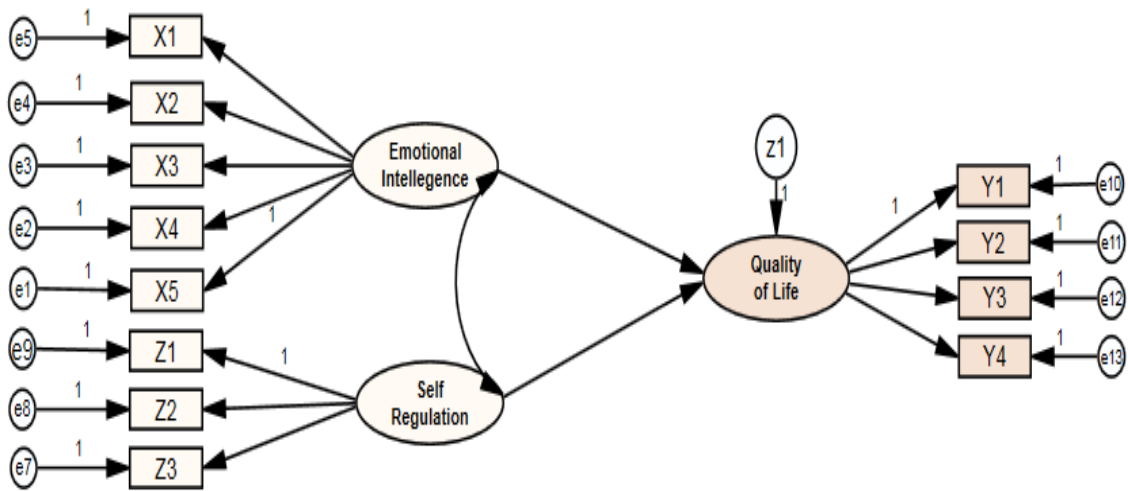 e5 1 X1
e4 1 X2
e3 1 X3
e2 1 X4
e1 1 X5
1
e9 1 Z1
e8 1 Z2
e7 1 Z3
1
Emotional
Intellegence
Self
Regulation
z1
1
Quality
of Life
1
Y1 1 e10
Y2 1 e11
Y3 1 e12
Y4 1 e13